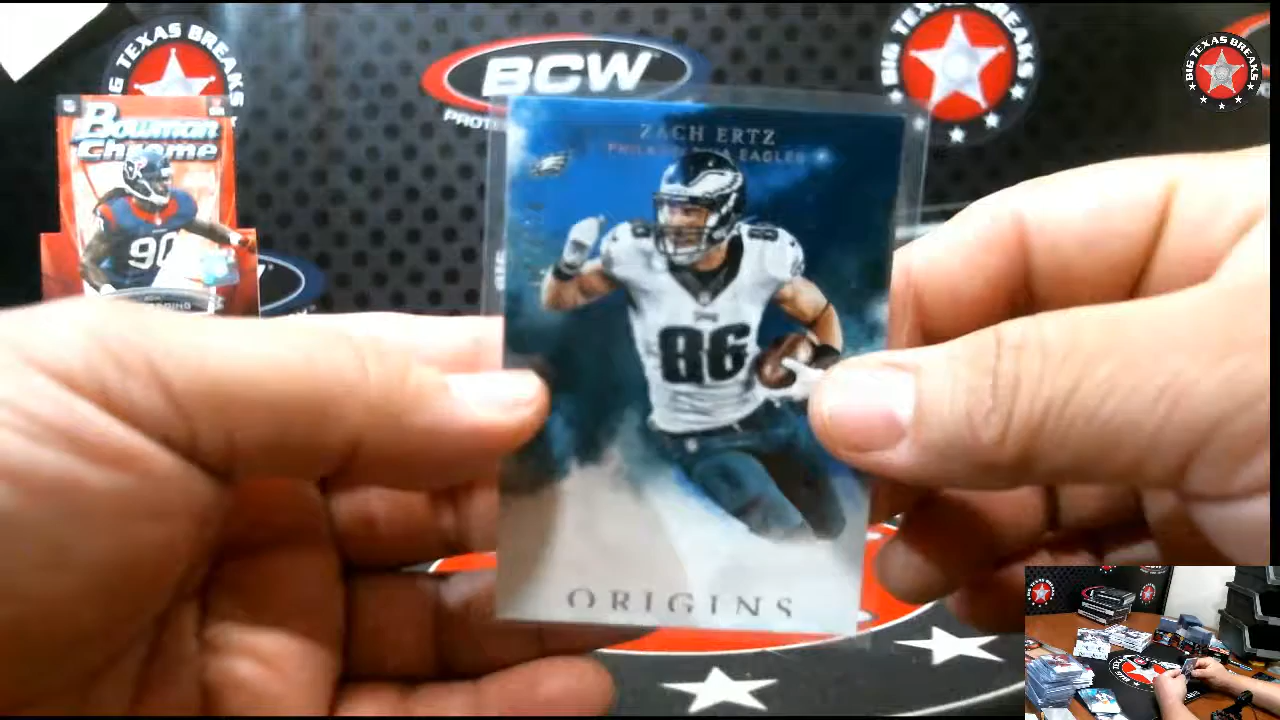 BIG TEXAS BREAKS
BCW
BIG TEXAS BREAKS
BIG TEXAS BREAKS
Bowman
Chrome
90
ZACH ERTZ
PHILADELPHIA EAGLES
86
86
ORIGINS